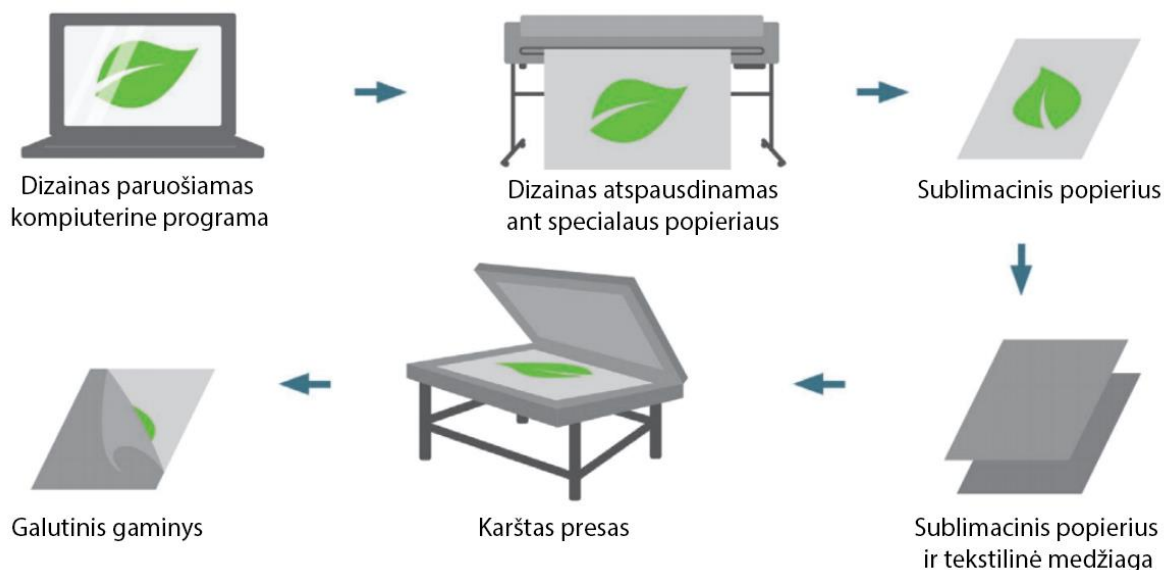 Dizainas paruošiamas
kompiuterine programa
Dizainas atspausdinamas
ant specialaus popieriaus
Sublimacinis popierius
Sublimacinis popierius
ir tekstilinė medžiaga
Karštas presas
Galutinis gaminys